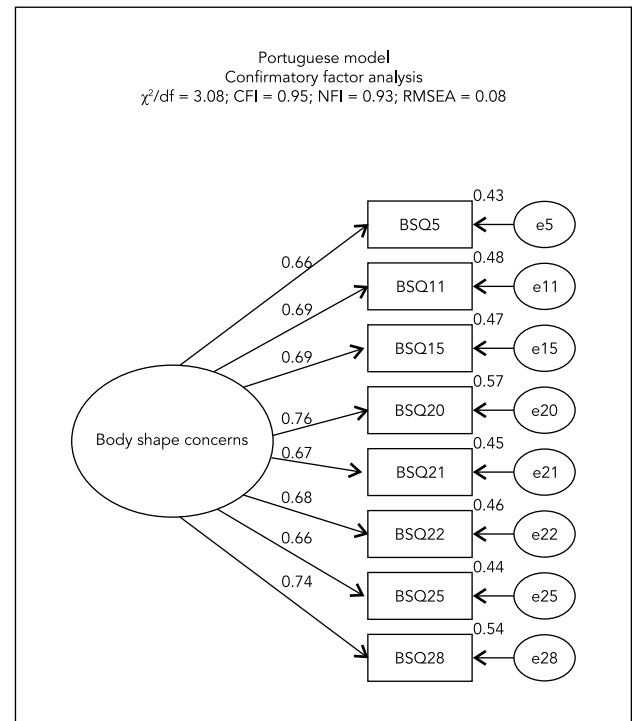 Portuguese model
Confirmatory factor analysis
χ²/df = 3.08; CFI = 0.95; NFI = 0.93; RMSEA = 0.08
0.43
BSQ5
e5
0.66
0.48
BSQ11
e11
0.69
0.47
BSQ15
e15
0.69
0.57
BSQ20
e20
0.76
Body shape concerns
0.67
0.45
BSQ21
e21
0.68
0.46
BSQ22
e22
0.66
0.44
BSQ25
e25
0.74
0.54
BSQ28
e28